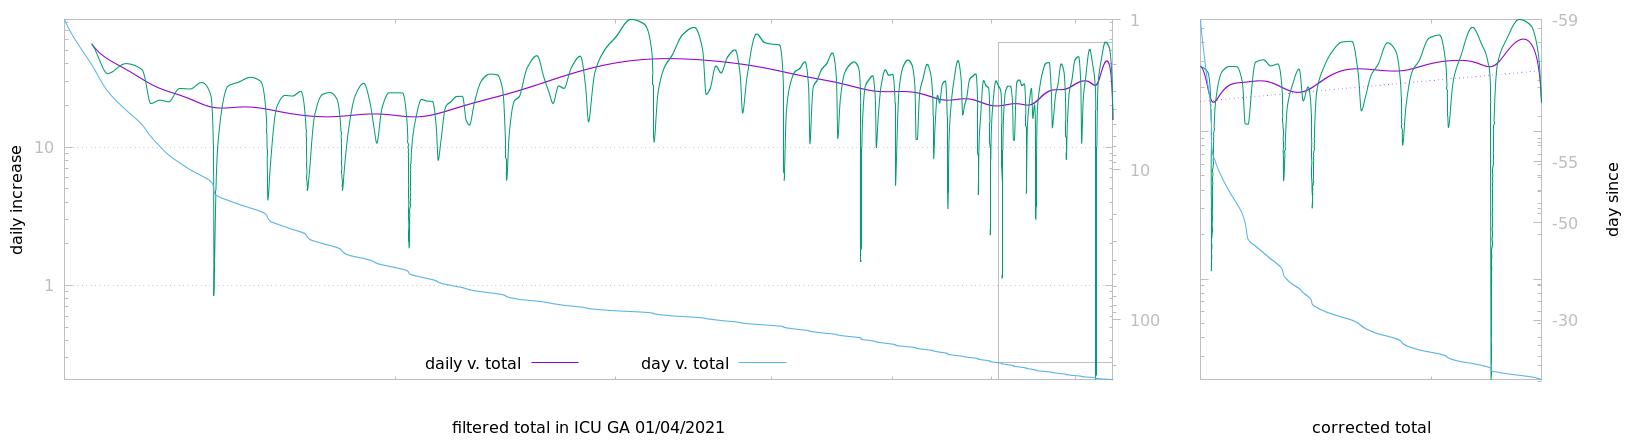 daily increase
10
1
1
10
100
daily v. total
day v. total
filtered total in ICU GA 01/04/2021
-59
-55
-50
-30
day since
corrected total